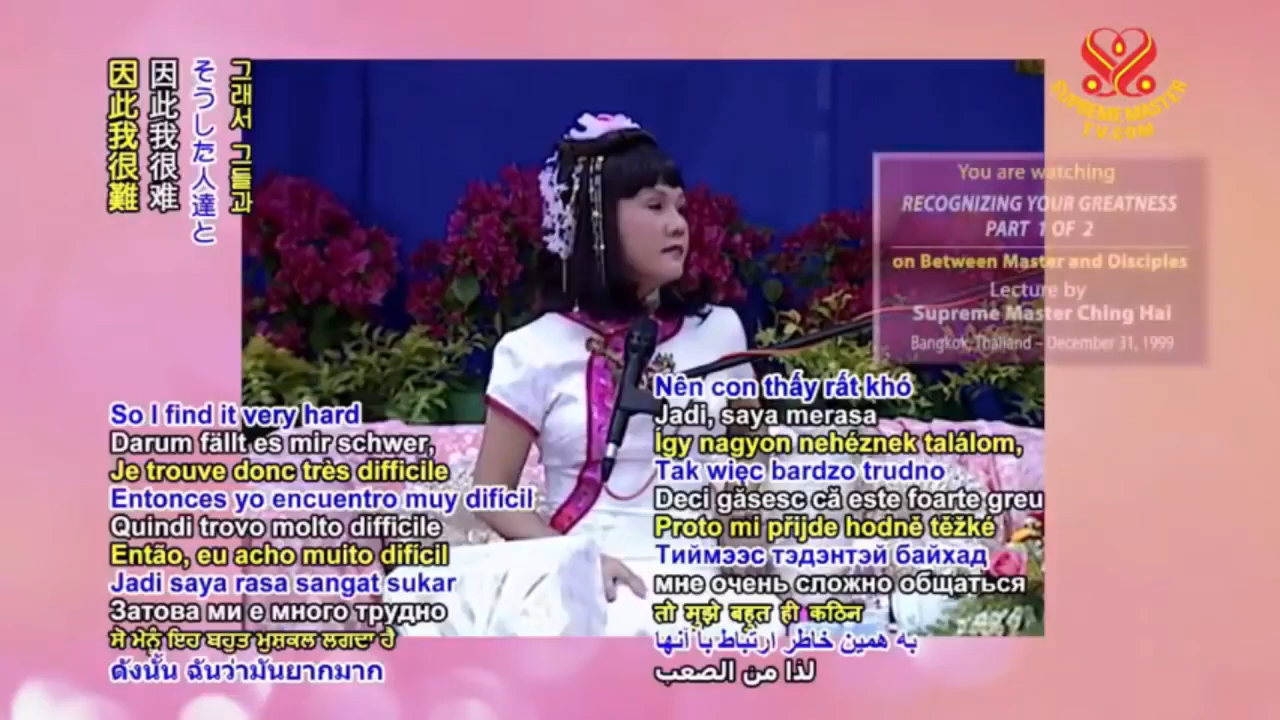 그래서 그들과
そうした人達と
因此我很难
因此我很難
SUPREME MASTER
TV.COM
You are watching
RECOGNIZING YOUR GREATNESS
PART 1 OF 2
on Between Master and Disciples
Lecture by
Supreme Master Ching Hai
Bangkok, Thailand – December 31, 1999
So I find it very hard
Darum fällt es mir schwer,
Je trouve donc très difficile
Entonces yo encuentro muy difícil
Quindi trovo molto difficile
Então, eu acho muito difícil
Jadi saya rasa sangat sukar
Затова ми е много трудно
ਸੋ ਮੈਨੂੰ ਇਹ ਬਹੁਤ ਮੁਸ਼ਕਲ ਲਗਦਾ ਹੈ
ดังนั้น ฉันว่ามันยากมาก
Nên con thấy rất khó
Jadi, saya merasa
Így nagyon nehéznek találom,
Tak więc bardzo trudno
Deci găsesc că este foarte greu
Proto mi přijde hodně těžké
Тиймээс тэдэнтэй байхад
мне очень сложно общаться
तो मुझे बहुत ही कठिन
به همین خاطر ارتباط با آنها
لذا من الصعب